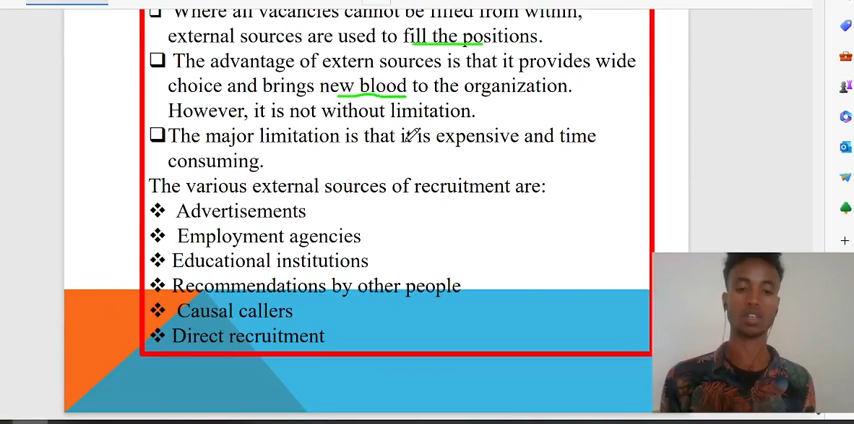 Where all vacancies cannot be filled from within,
external sources are used to fill the positions.
The advantage of extern sources is that it provides wide
choice and brings new blood to the organization.
However, it is not without limitation.
The major limitation is that it is expensive and time
consuming.
The various external sources of recruitment are:
Advertisements
Employment agencies
Educational institutions
Recommendations by other people
Causal callers
Direct recruitment